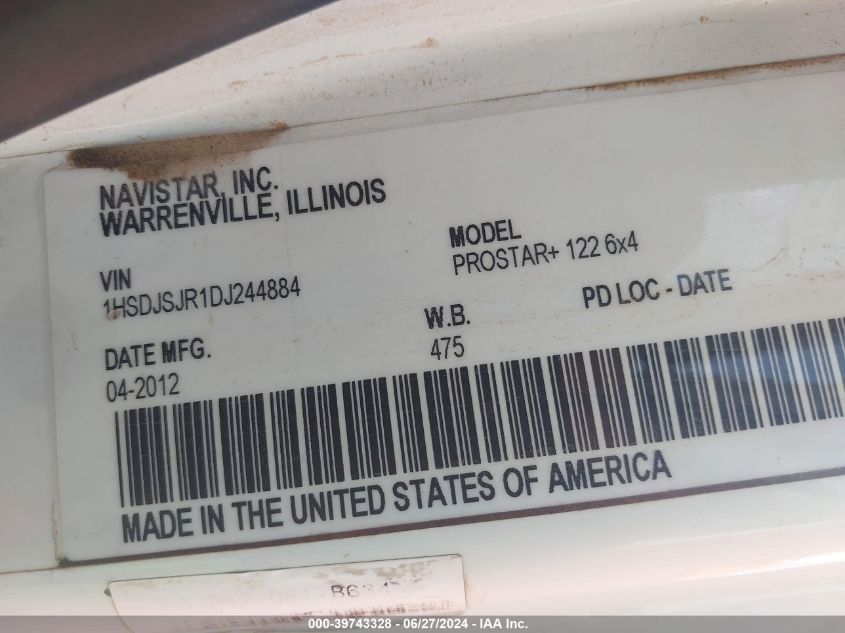 NAVISTAR, INC.
WARRENVILLE, ILLINOIS
MODEL
PROSTAR+ 122 6x4
VIN
1HSDJSJR1DJ244884
W.B.
475
PD LOC - DATE
DATE MFG.
04-2012
MADE IN THE UNITED STATES OF AMERICA
000-39743328 - 06/27/2024 - IAA Inc.